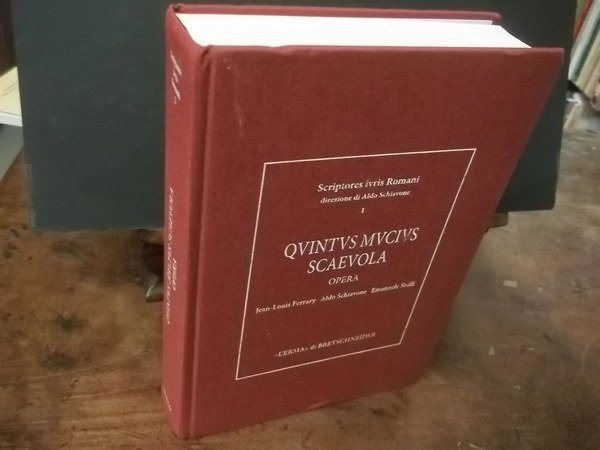 Scriptores ivris Romani
direzione di Aldo Schiavone
1
QVINTVS MVCIVS
SCAEVOLA
OPERA
Jean-Louis Ferrary Aldo Schiavone Emanuele Stolfi
«L'ERMA» di BRETSCHNEIDER